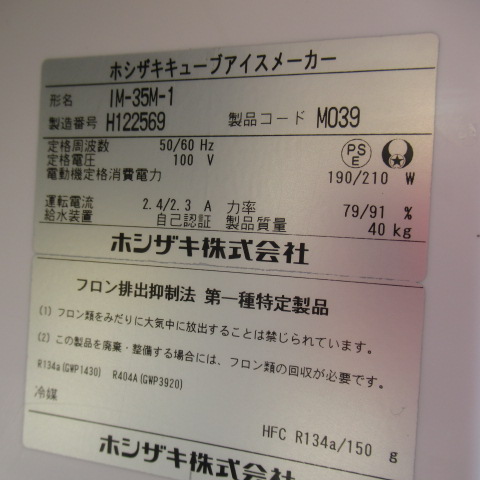 ホシザキキューブアイスメーカー
形名 IM-35M-1
製造番号 H122569 製品コード M039
定格周波数 50/60 Hz
定格電圧 100 V
PS E
電動機定格消費電力 190/210 W
運転電流 2.4/2.3 A 力率 79/91 %
給水装置 自己認証 製品質量 40 kg
ホシザキ株式会社
フロン排出抑制法 第一種特定製品
(1) フロン類をみだりに大気中に放出することは禁じられています。
(2) この製品を廃棄・整備する場合には、フロン類の回収が必要です。
R134a(GWP1430) R404A(GWP3920)
冷媒 HFC R134a/150 g
ホシザキ株式会社